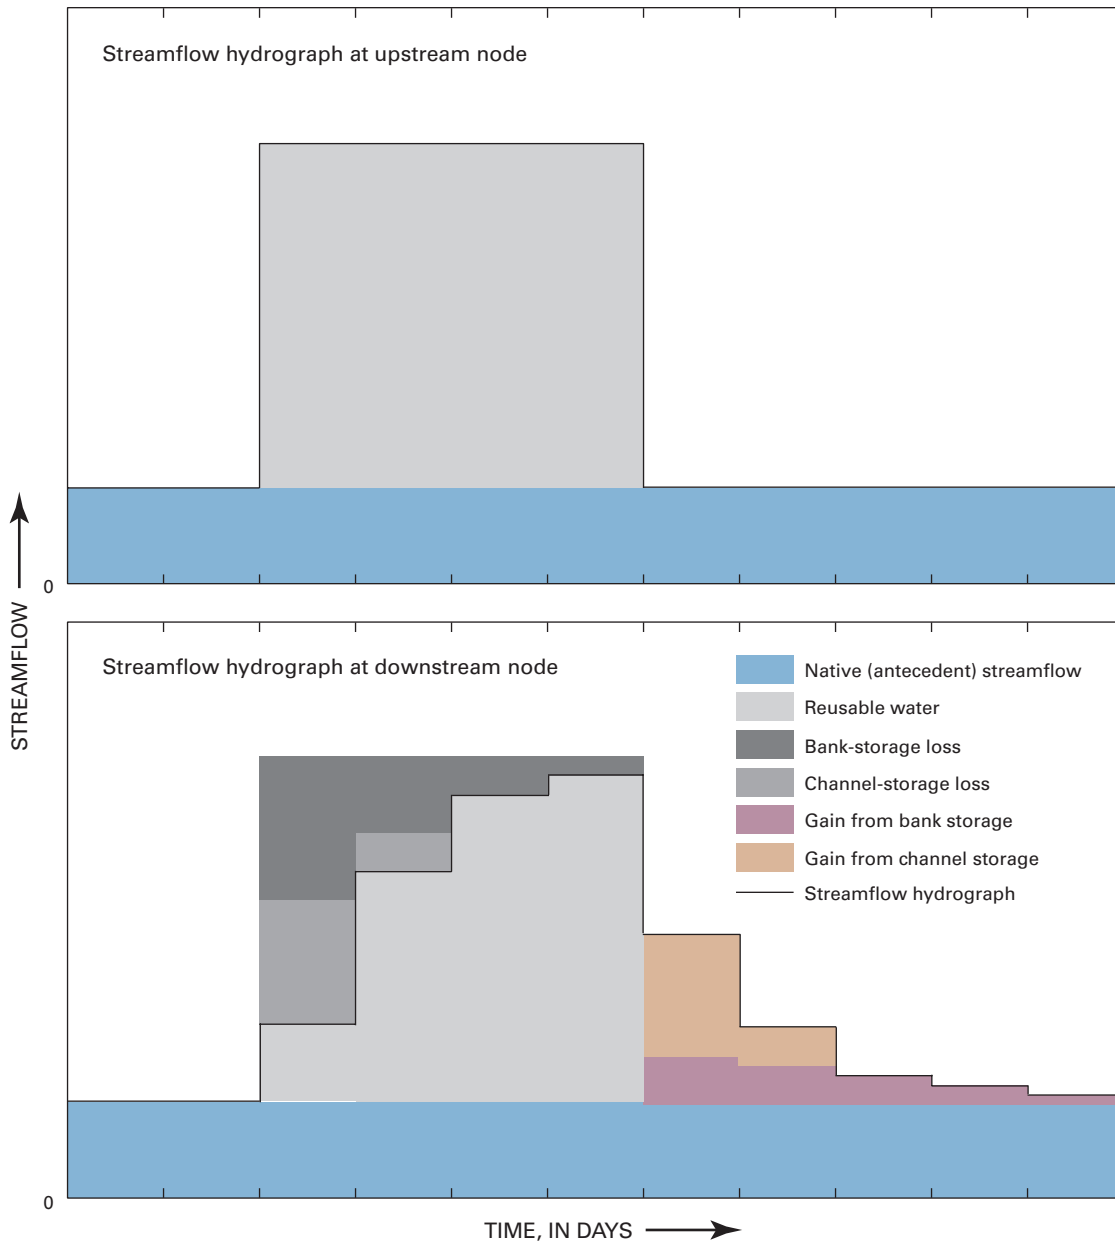 Streamflow hydrograph at upstream node
0
STREAMFLOW
Streamflow hydrograph at downstream node
Native (antecedent) streamflow
Reusable water
Bank-storage loss
Channel-storage loss
Gain from bank storage
Gain from channel storage
Streamflow hydrograph
0
TIME, IN DAYS